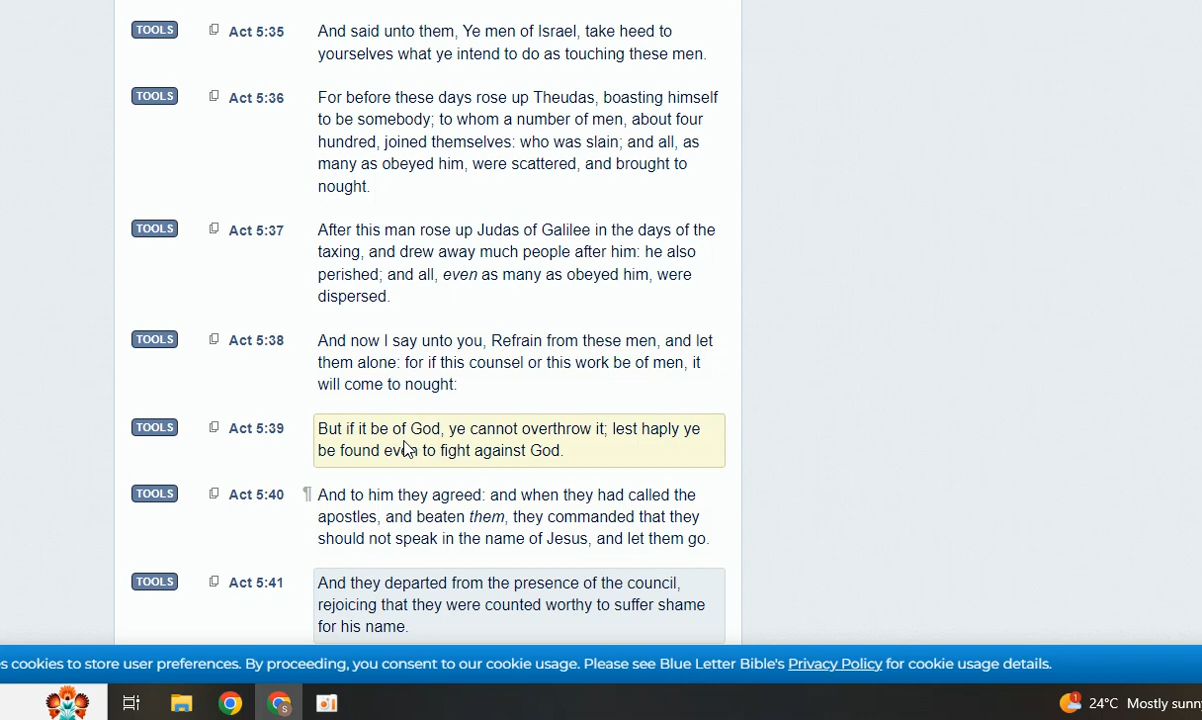 TOOLS Act 5:35 And said unto them, Ye men of Israel, take heed to
yourselves what ye intend to do as touching these men.
TOOLS Act 5:36 For before these days rose up Theudas, boasting himself
to be somebody; to whom a number of men, about four
hundred, joined themselves: who was slain; and all, as
many as obeyed him, were scattered, and brought to
nought.
TOOLS Act 5:37 After this man rose up Judas of Galilee in the days of the
taxing, and drew away much people after him: he also
perished; and all, even as many as obeyed him, were
dispersed.
TOOLS Act 5:38 And now I say unto you, Refrain from these men, and let
them alone: for if this counsel or this work be of men, it
will come to nought:
TOOLS Act 5:39 But if it be of God, ye cannot overthrow it; lest haply ye
be found even to fight against God.
TOOLS Act 5:40 ¶ And to him they agreed: and when they had called the
apostles, and beaten them, they commanded that they
should not speak in the name of Jesus, and let them go.
TOOLS Act 5:41 And they departed from the presence of the council,
rejoicing that they were counted worthy to suffer shame
for his name.
s cookies to store user preferences. By proceeding, you consent to our cookie usage. Please see Blue Letter Bible's Privacy Policy for cookie usage details.
1 24°C Mostly sunn